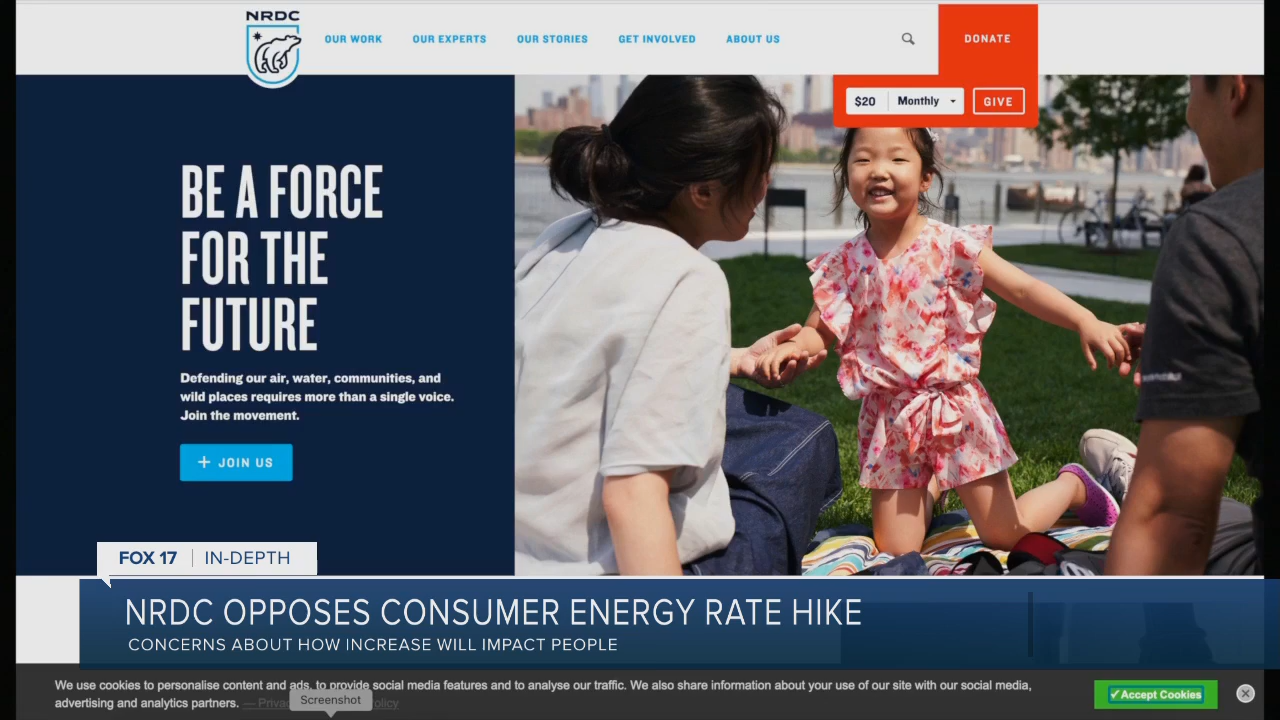 NRDC
OUR WORK OUR EXPERTS OUR STORIES GET INVOLVED ABOUT US
DONATE
$20 Monthly GIVE
BE A FORCE
FOR THE
FUTURE
Defending our air, water, communities, and
wild places requires more than a single voice.
Join the movement.
+ JOIN US
FOX 17 | IN-DEPTH
NRDC OPPOSES CONSUMER ENERGY RATE HIKE
CONCERNS ABOUT HOW INCREASE WILL IMPACT PEOPLE
We use cookies to personalise content and ads, to provide social media features and to analyse our traffic. We also share information about your use of our site with our social media,
advertising and analytics partners.
Screenshot
✓Accept Cookies